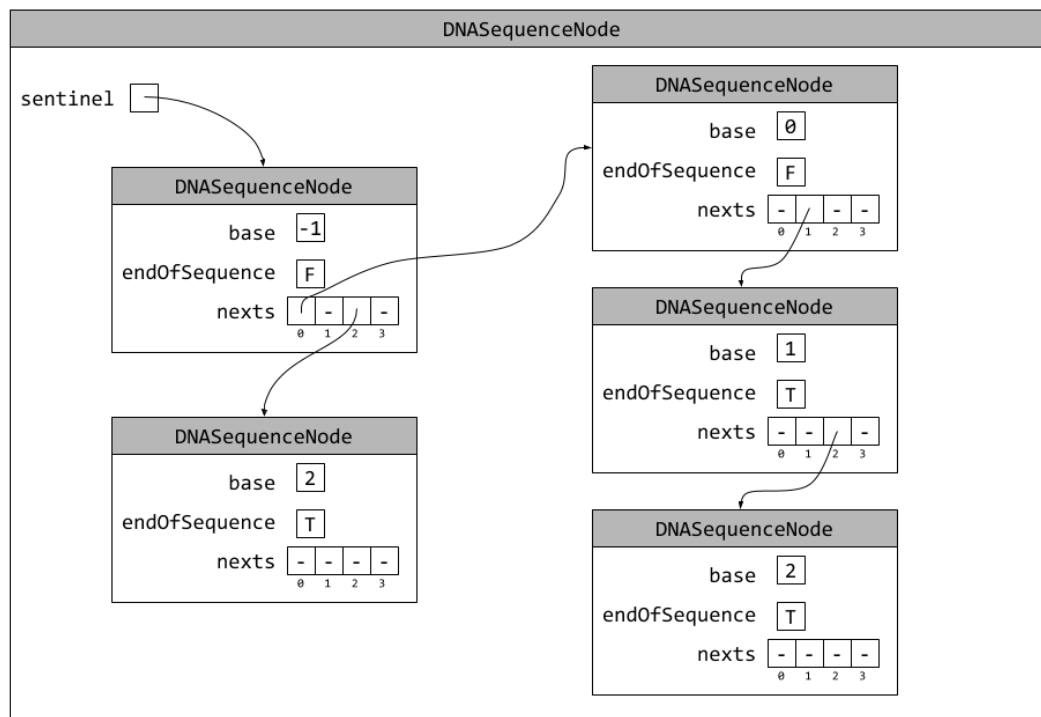 DNASequenceNode
sentinel
DNASequenceNode
base -1
endOfSequence F
nexts - -
0 1 2 3
DNASequenceNode
base 2
endOfSequence T
nexts - - - -
0 1 2 3
DNASequenceNode
base 0
endOfSequence F
nexts - - -
0 1 2 3
DNASequenceNode
base 1
endOfSequence T
nexts - - -
0 1 2 3
DNASequenceNode
base 2
endOfSequence T
nexts - - - -
0 1 2 3